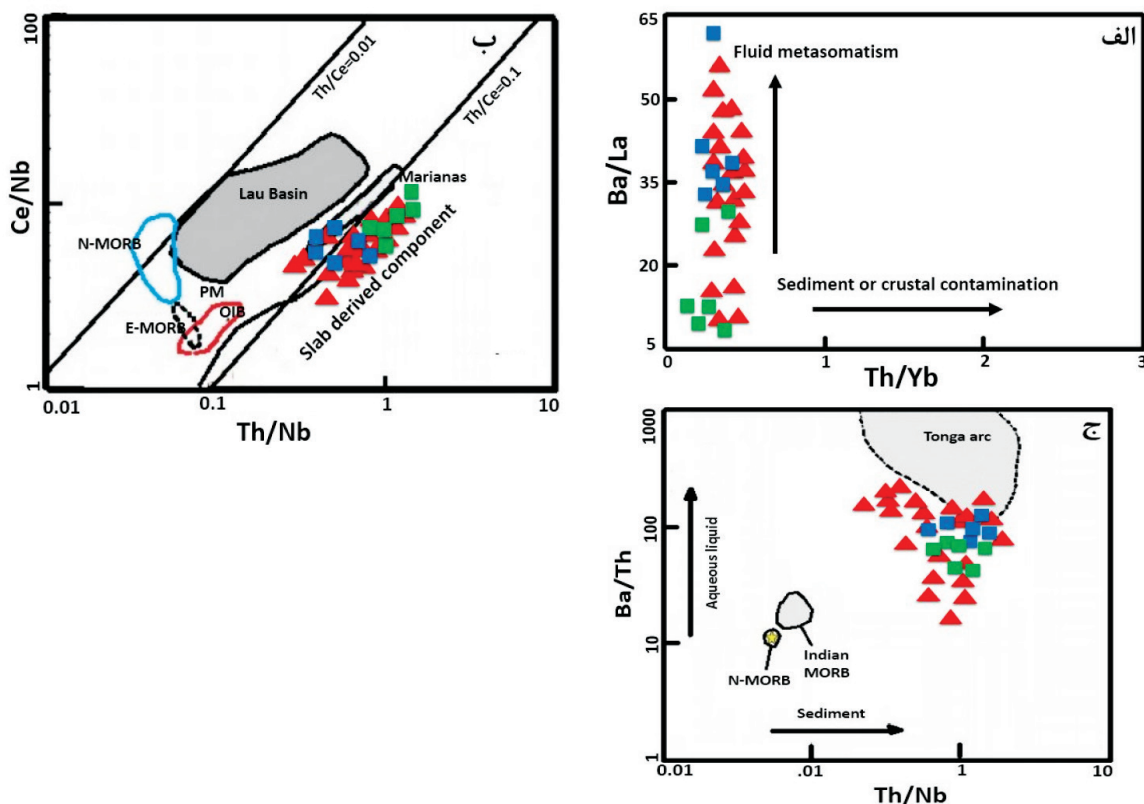 ب
100
Ce/Nb
1
Th/Ce=0.01
Th/Ce=0.1
Lau Basin
Marianas
N-MORB
PM
OIB
E-MORB
Slab derived component
0.01
0.1
1
10
Th/Nb
الف
65
50
35
20
5
Ba/La
Fluid metasomatism
Sediment or crustal contamination
0
1
2
3
Th/Yb
ج
1000
100
10
1
Ba/Th
Tonga arc
Aqueous liquid
Indian
MORB
N-MORB
Sediment
0.01
.01
1
10
Th/Nb